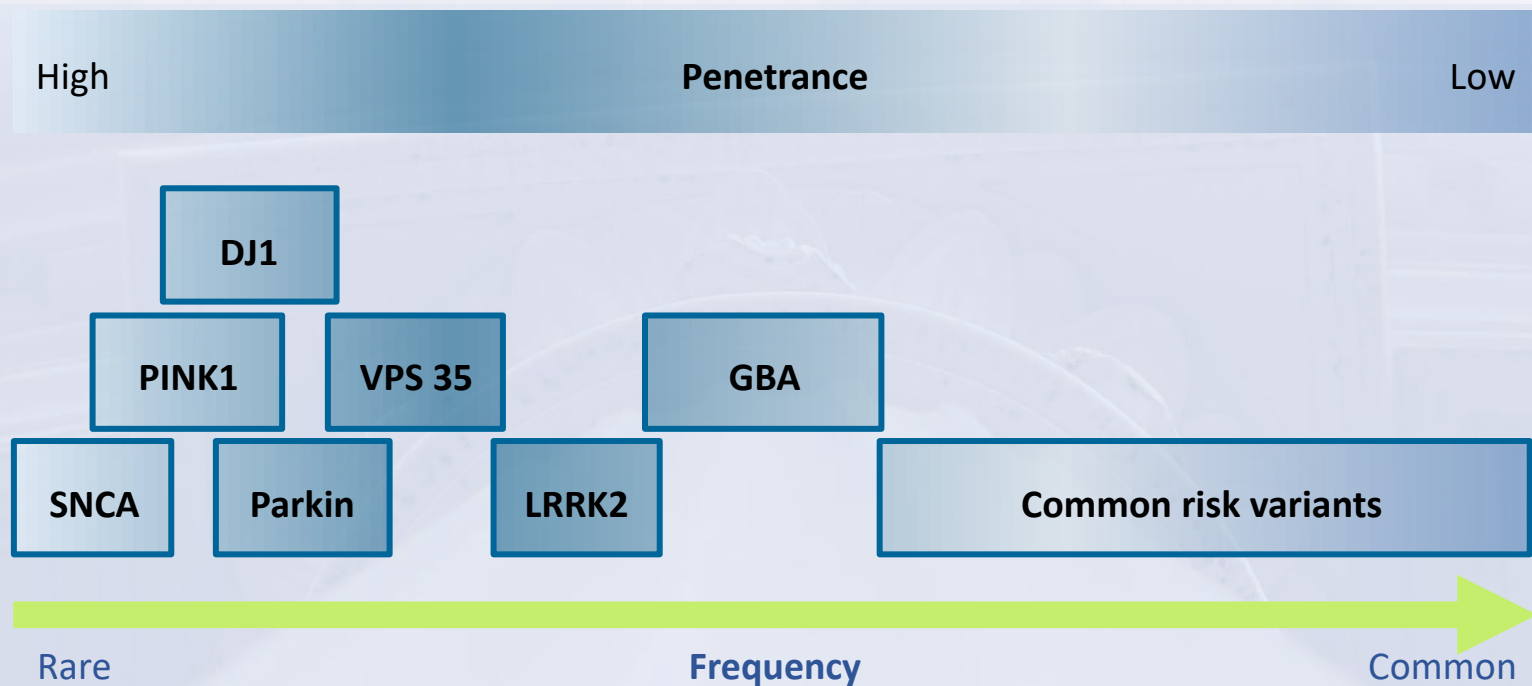 High Penetrance Low
DJ1
PINK1 VPS 35 GBA
SNCA Parkin LRRK2 Common risk variants
Rare Frequency Common